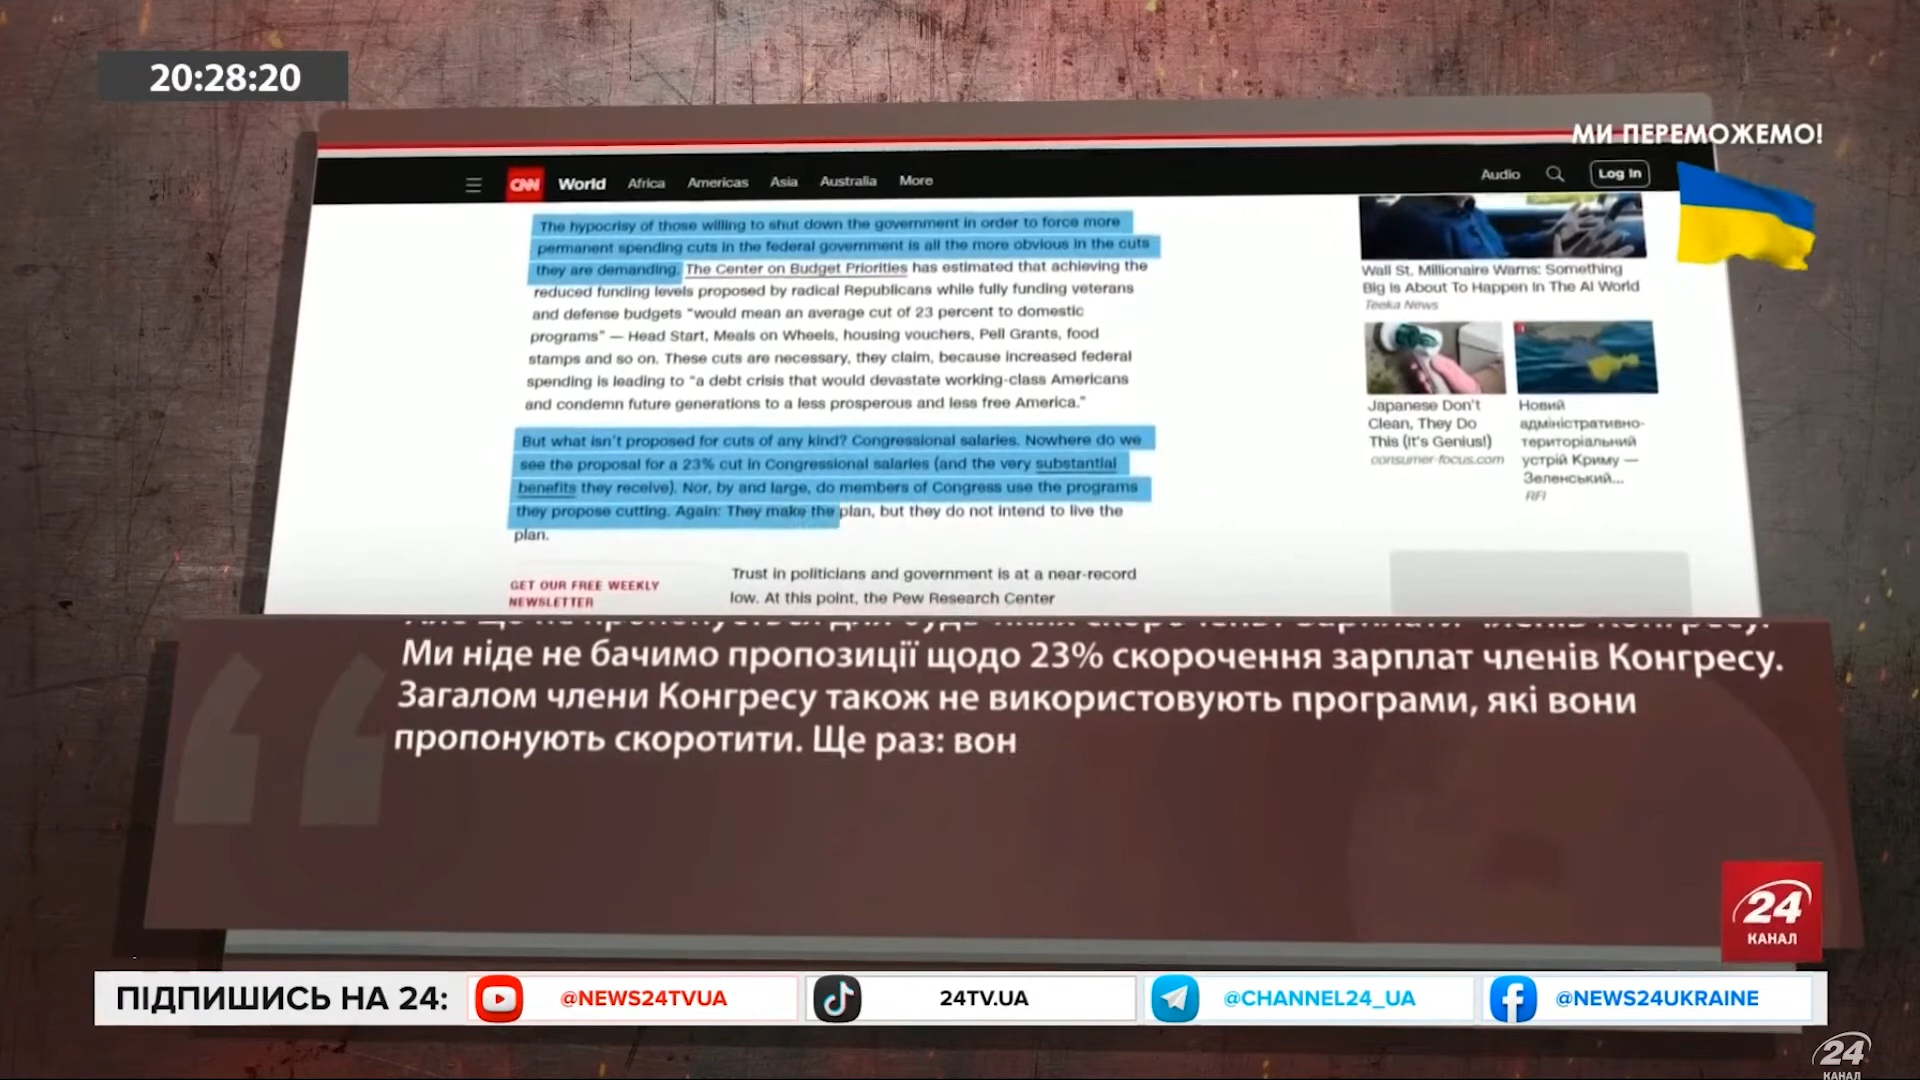 20:28:20
МИ ПЕРЕМОЖЕМО!
CNN World Africa Americas Asia Australia More Audio Log In
The hypocrisy of those willing to shut down the government in order to force more
permanent spending cuts in the federal government is all the more obvious in the cuts
they are demanding. The Center on Budget Priorities has estimated that achieving the
reduced funding levels proposed by radical Republicans while fully funding veterans
and defense budgets "would mean an average cut of 23 percent to domestic
programs" — Head Start, Meals on Wheels, housing vouchers, Pell Grants, food
stamps and so on. These cuts are necessary, they claim, because increased federal
spending is leading to "a debt crisis that would devastate working-class Americans
and condemn future generations to a less prosperous and less free America."
But what isn't proposed for cuts of any kind? Congressional salaries. Nowhere do we
see the proposal for a 23% cut in Congressional salaries (and the very substantial
benefits they receive). Nor, by and large, do members of Congress use the programs
they propose cutting. Again: They make the plan, but they do not intend to live the
plan.
GET OUR FREE WEEKLY
NEWSLETTER
Trust in politicians and government is at a near-record
low. At this point, the Pew Research Center
Wall St. Millionaire Warns: Something
Big Is About To Happen In The AI World
Teeka News
Japanese Don't
Clean, They Do
This (It's Genius!)
consumer-focus.com
Новий
адміністративно-
територіальний
устрій Криму —
Зеленський...
RFI
Ми ніде не бачимо пропозиції щодо 23% скорочення зарплат членів Конгресу.
Загалом члени Конгресу також не використовують програми, які вони
пропонують скоротити. Ще раз: вон
24
КАНАЛ
ПІДПИШИСЬ НА 24: @NEWS24TVUA 24TV.UA @CHANNEL24_UA @NEWS24UKRAINE
24
КАНАЛ